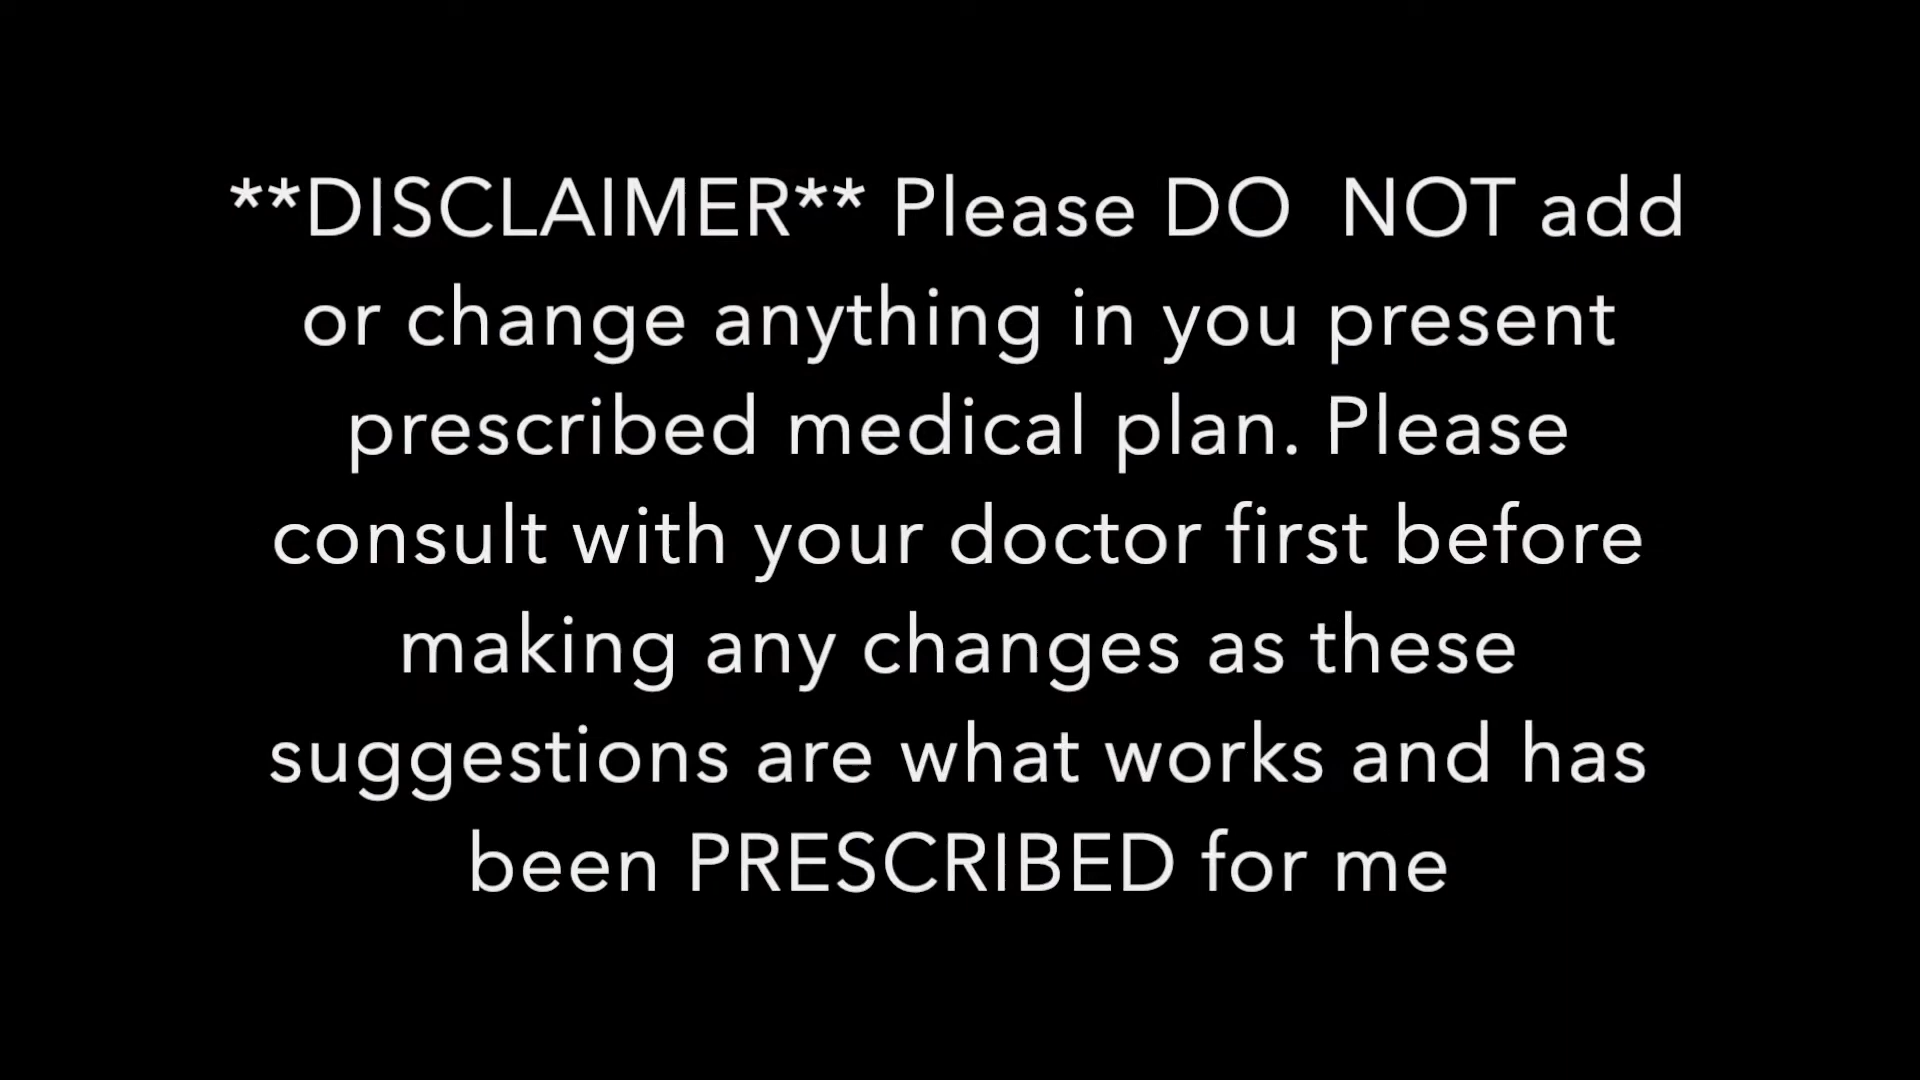 **DISCLAIMER** Please DO  NOT add
or change anything in you present
prescribed medical plan. Please
consult with your doctor first before
making any changes as these
suggestions are what works and has
been PRESCRIBED for me